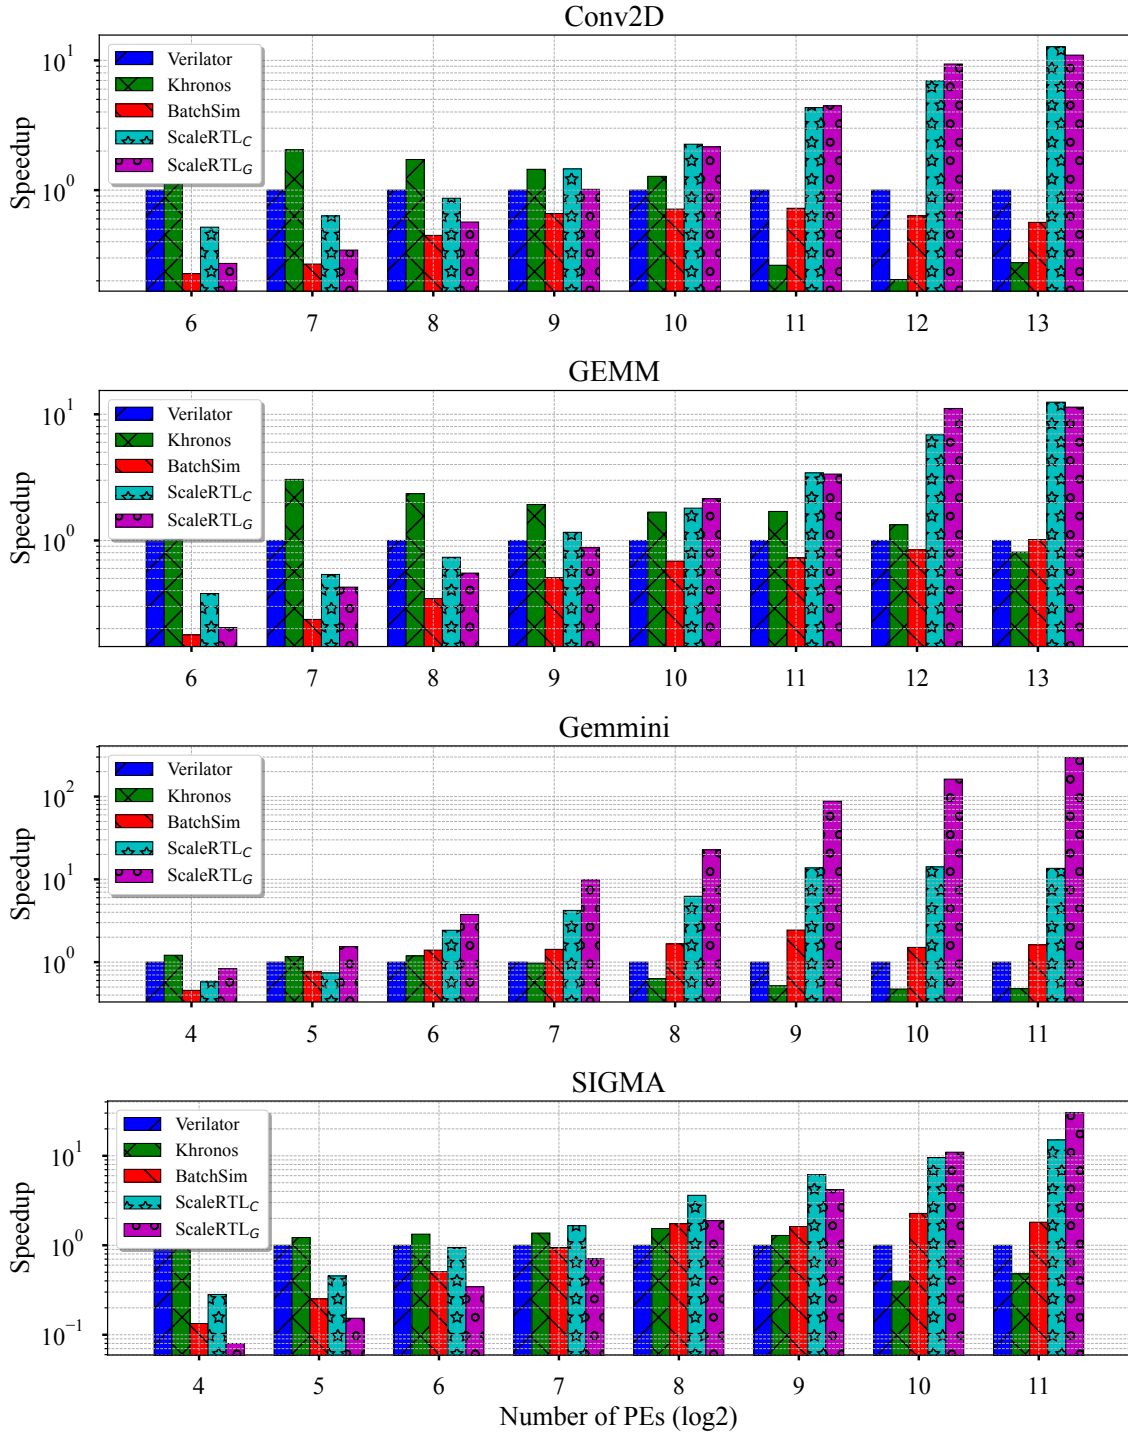 Conv2D
Speedup
10^1
10^0
Verilator
Khronos
BatchSim
ScaleRTL_C
ScaleRTL_G
6 7 8 9 10 11 12 13
GEMM
Speedup
10^1
10^0
Verilator
Khronos
BatchSim
ScaleRTL_C
ScaleRTL_G
6 7 8 9 10 11 12 13
Gemmini
Speedup
10^2
10^1
10^0
Verilator
Khronos
BatchSim
ScaleRTL_C
ScaleRTL_G
4 5 6 7 8 9 10 11
SIGMA
Speedup
10^1
10^0
10^−1
Verilator
Khronos
BatchSim
ScaleRTL_C
ScaleRTL_G
4 5 6 7 8 9 10 11
Number of PEs (log2)